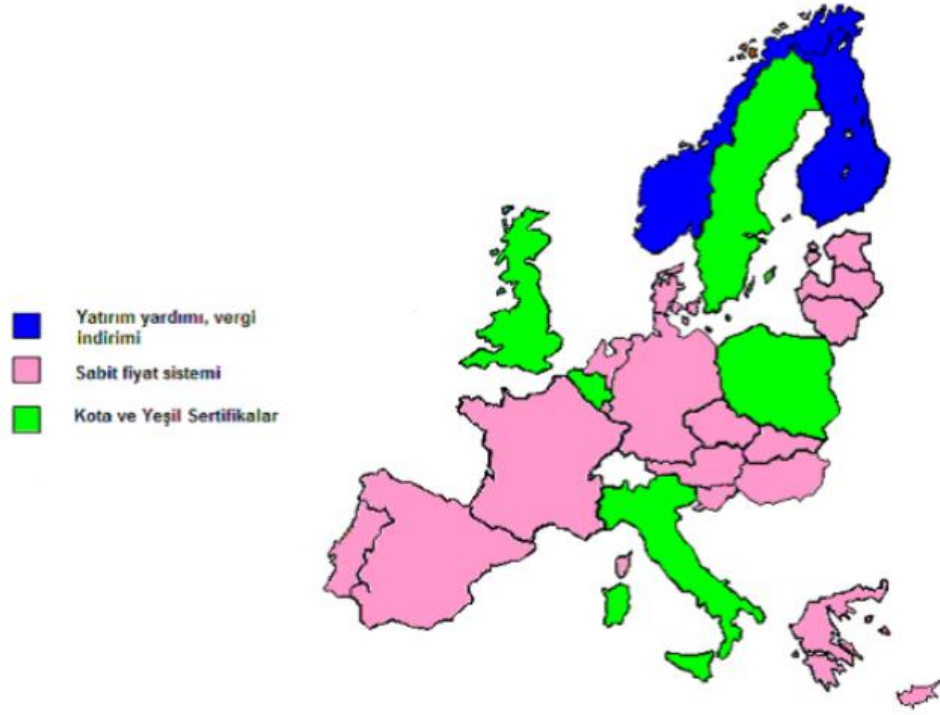 Yatırım yardımı, vergi
indirimi
Sabit fiyat sistemi
Kota ve Yeşil Sertifikalar